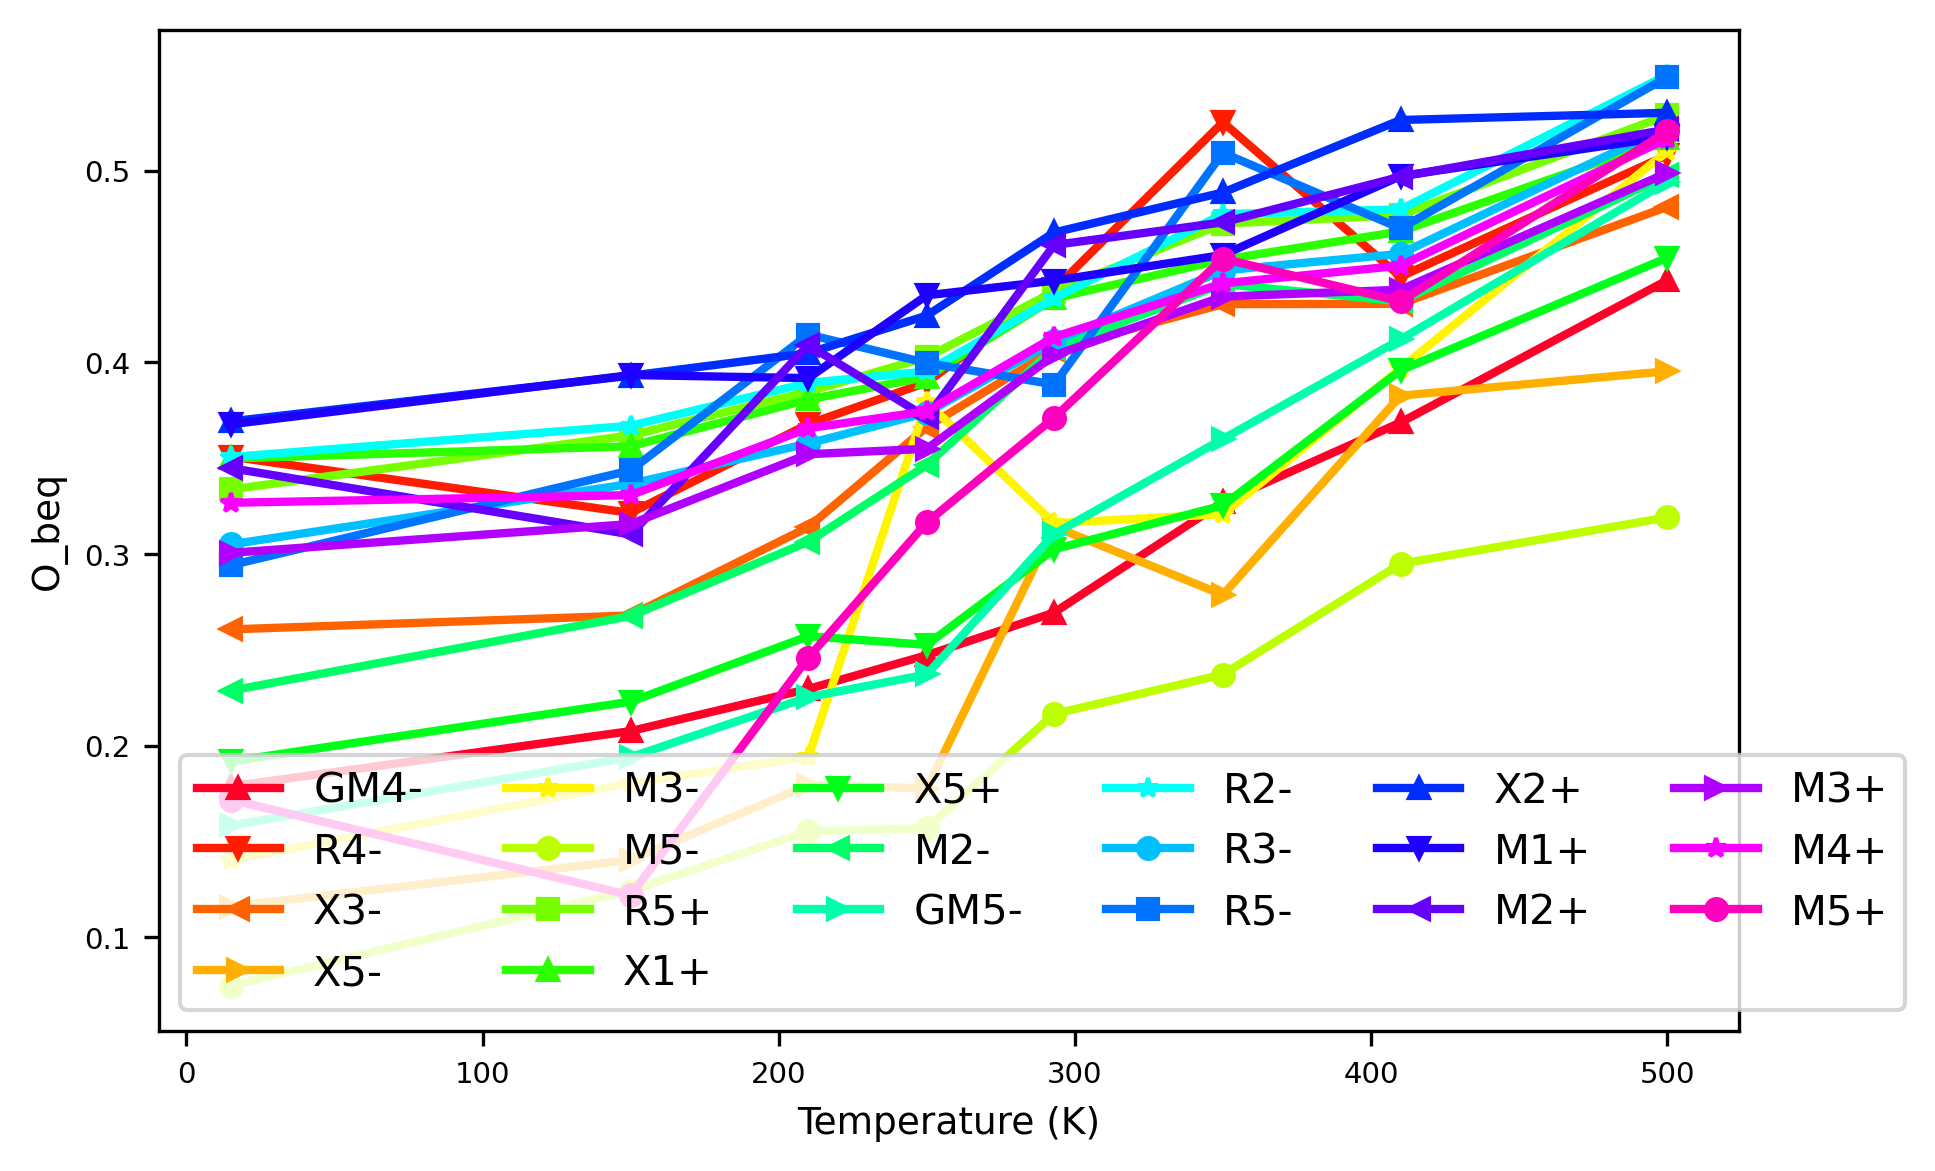 0.5
0.4
0.3
0.2
0.1
O_beq
GM4- M3- X5+ R2- X2+ M3+
R4- M5- M2- R3- M1+ M4+
X3- R5+ GM5- R5- M2+ M5+
X5- X1+
0 100 200 300 400 500
Temperature (K)